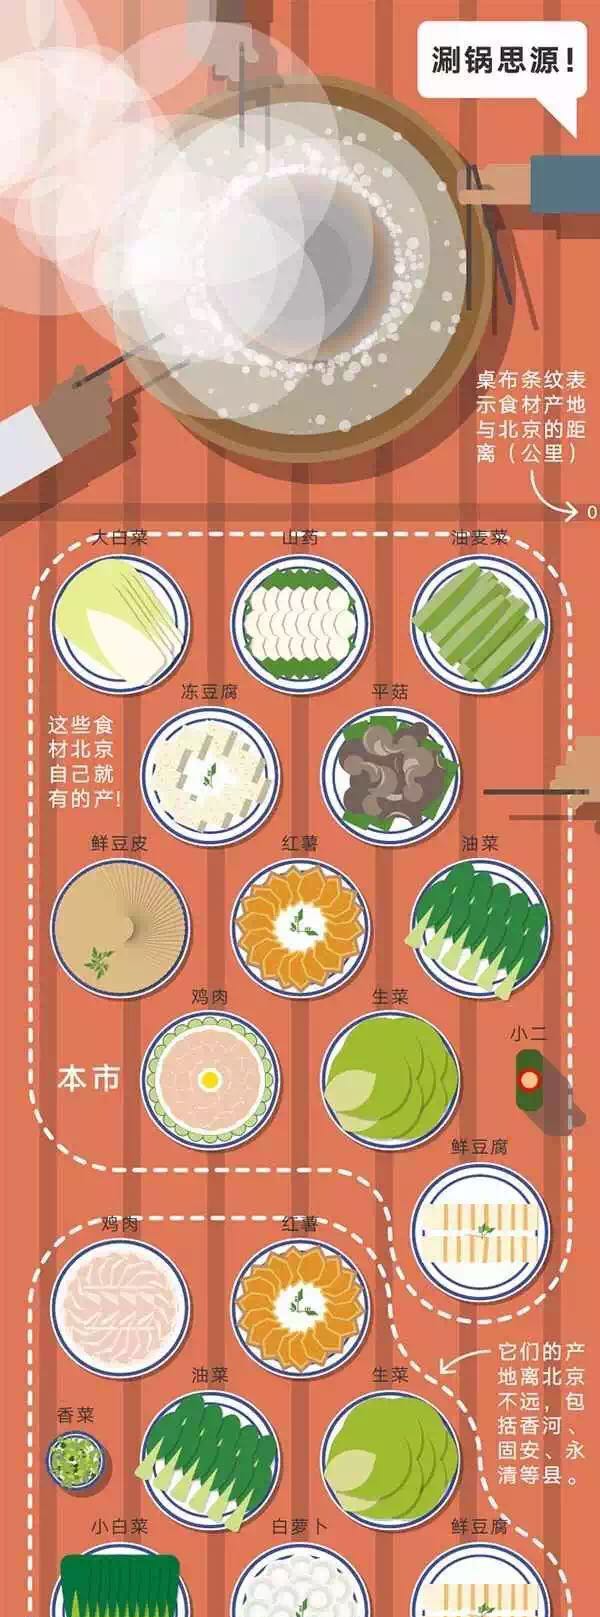 涮锅思源！
桌布条纹表
示食材产地
与北京的距
离（公里）
0
大白菜
山药
油麦菜
冻豆腐
平菇
这些食
材北京
自己就
有的产！
鲜豆皮
红薯
油菜
鸡肉
生菜
小二
本市
鲜豆腐
鸡肉
红薯
它们的产
地离北京
不远，包
括香河、
固安、永
清等县。
油菜
生菜
香菜
小白菜
白萝卜
鲜豆腐